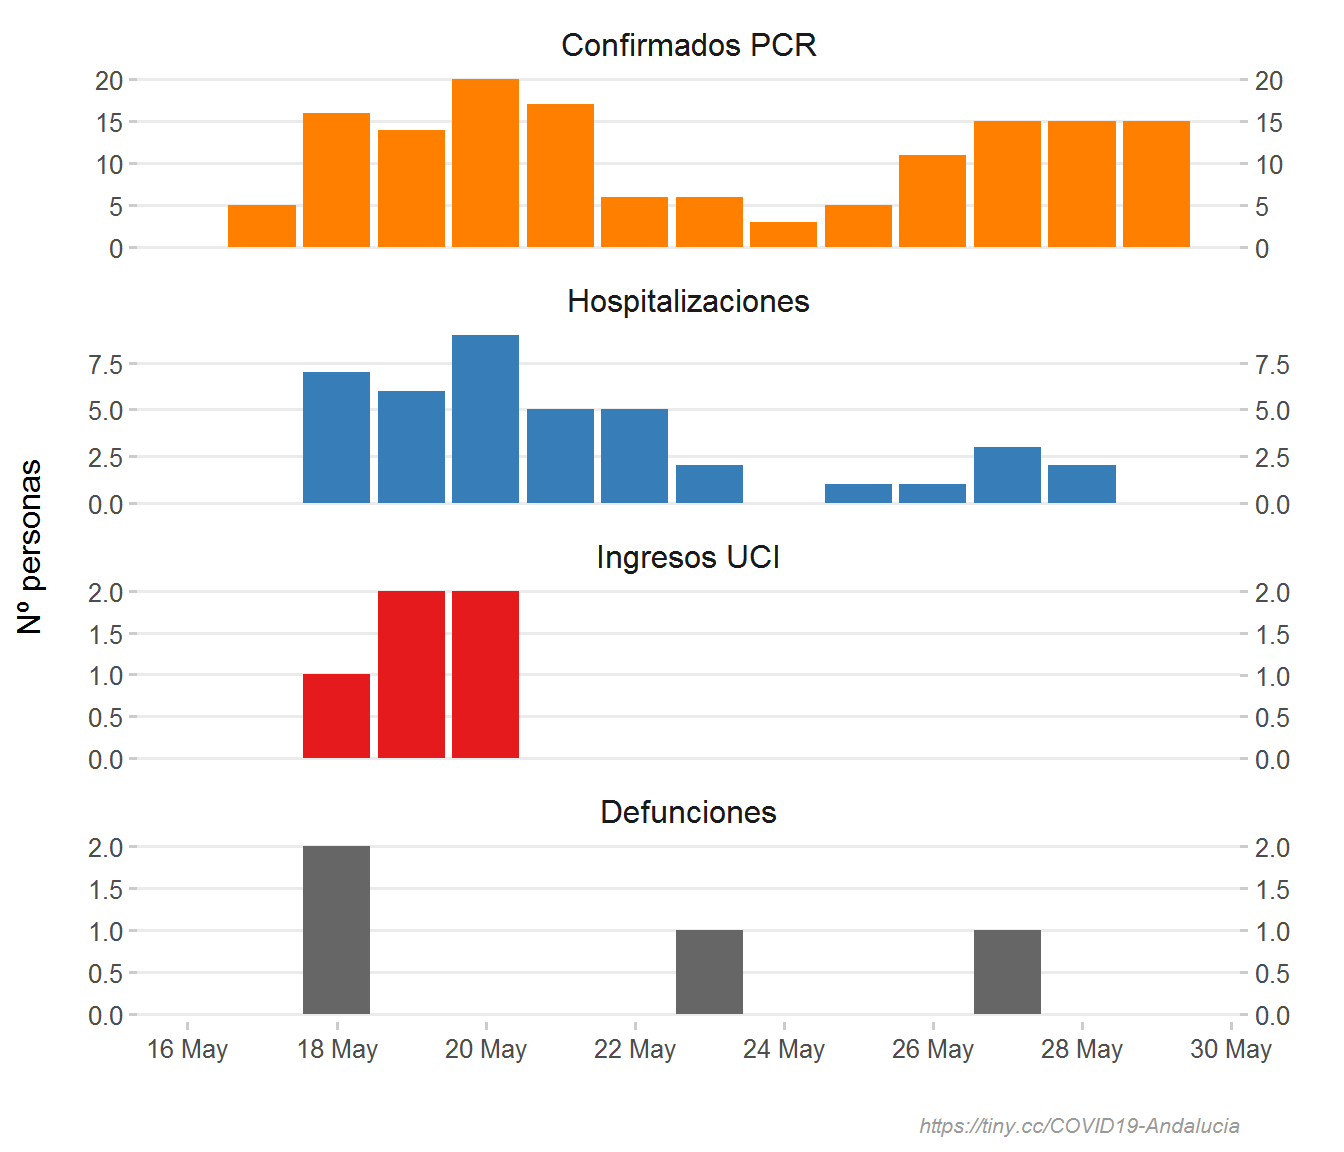 Confirmados PCR
20 20
15 15
10 10
5 5
0 0
Hospitalizaciones
7.5 7.5
5.0 5.0
2.5 2.5
0.0 0.0
Nº personas
Ingresos UCI
2.0 2.0
1.5 1.5
1.0 1.0
0.5 0.5
0.0 0.0
Defunciones
2.0 2.0
1.5 1.5
1.0 1.0
0.5 0.5
0.0 0.0
16 May 18 May 20 May 22 May 24 May 26 May 28 May 30 May
https://tiny.cc/COVID19-Andalucia